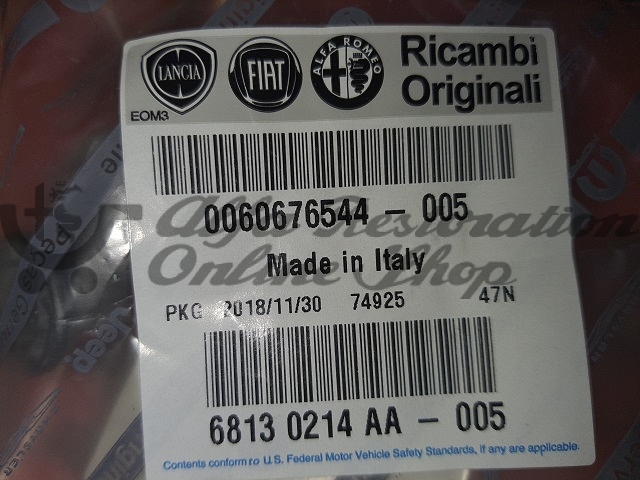 LANCIA
FIAT
ALFA ROMEO
Ricambi
Originali
EOM3
0060676544 - 005
Alfa Restoration
Online Shop
Made in Italy
PKG 2018/11/30 74925 47N
6813 0214 AA - 005
Contents conform to U.S. Federal Motor Vehicle Safety Standards, if any are applicable.
Jeep